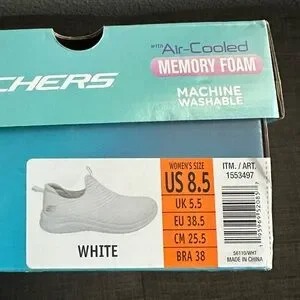 with Air-Cooled
MEMORY FOAM
CHERS
MACHINE
WASHABLE
WOMEN'S SIZE
US 8.5
UK 5.5
EU 38.5
CM 25.5
BRA 38
ITM. / ART.
1553497
WHITE
MADE IN CHINA